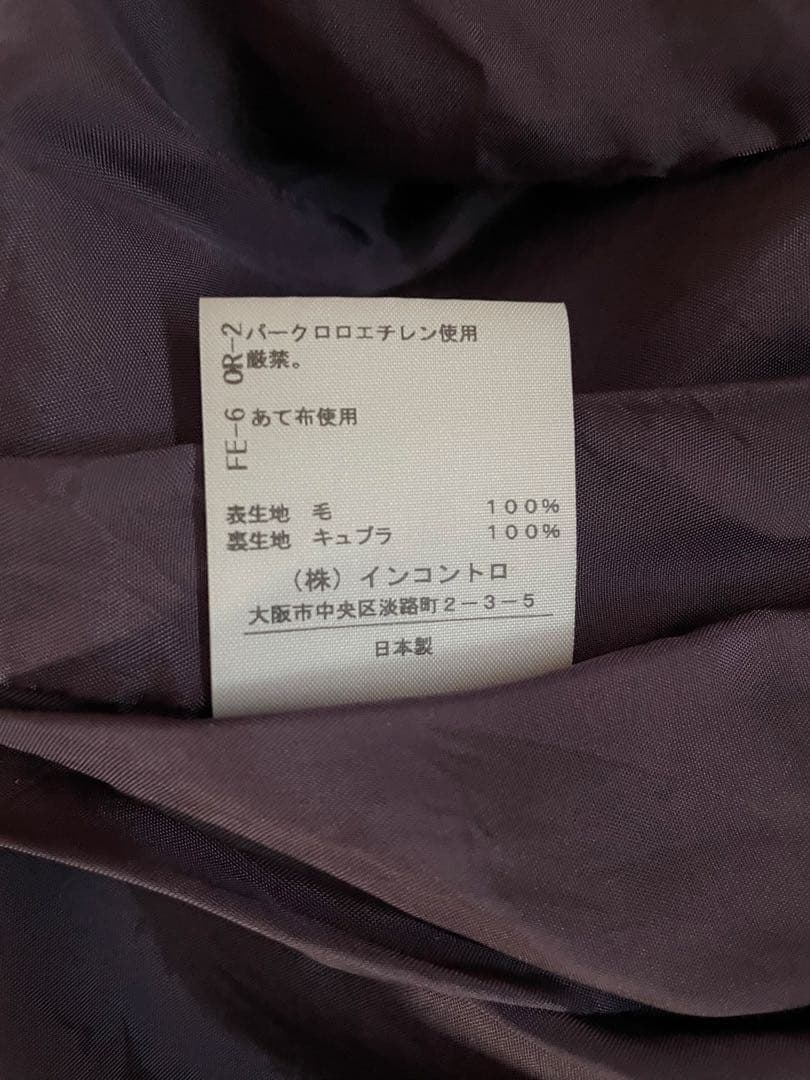 パークロロエチレン使用
厳禁。
OR-2
あて布使用
FE-6
表生地 毛 100%
裏生地 キュプラ 100%
(株)インコントロ
大阪市中央区淡路町2-3-5
日本製